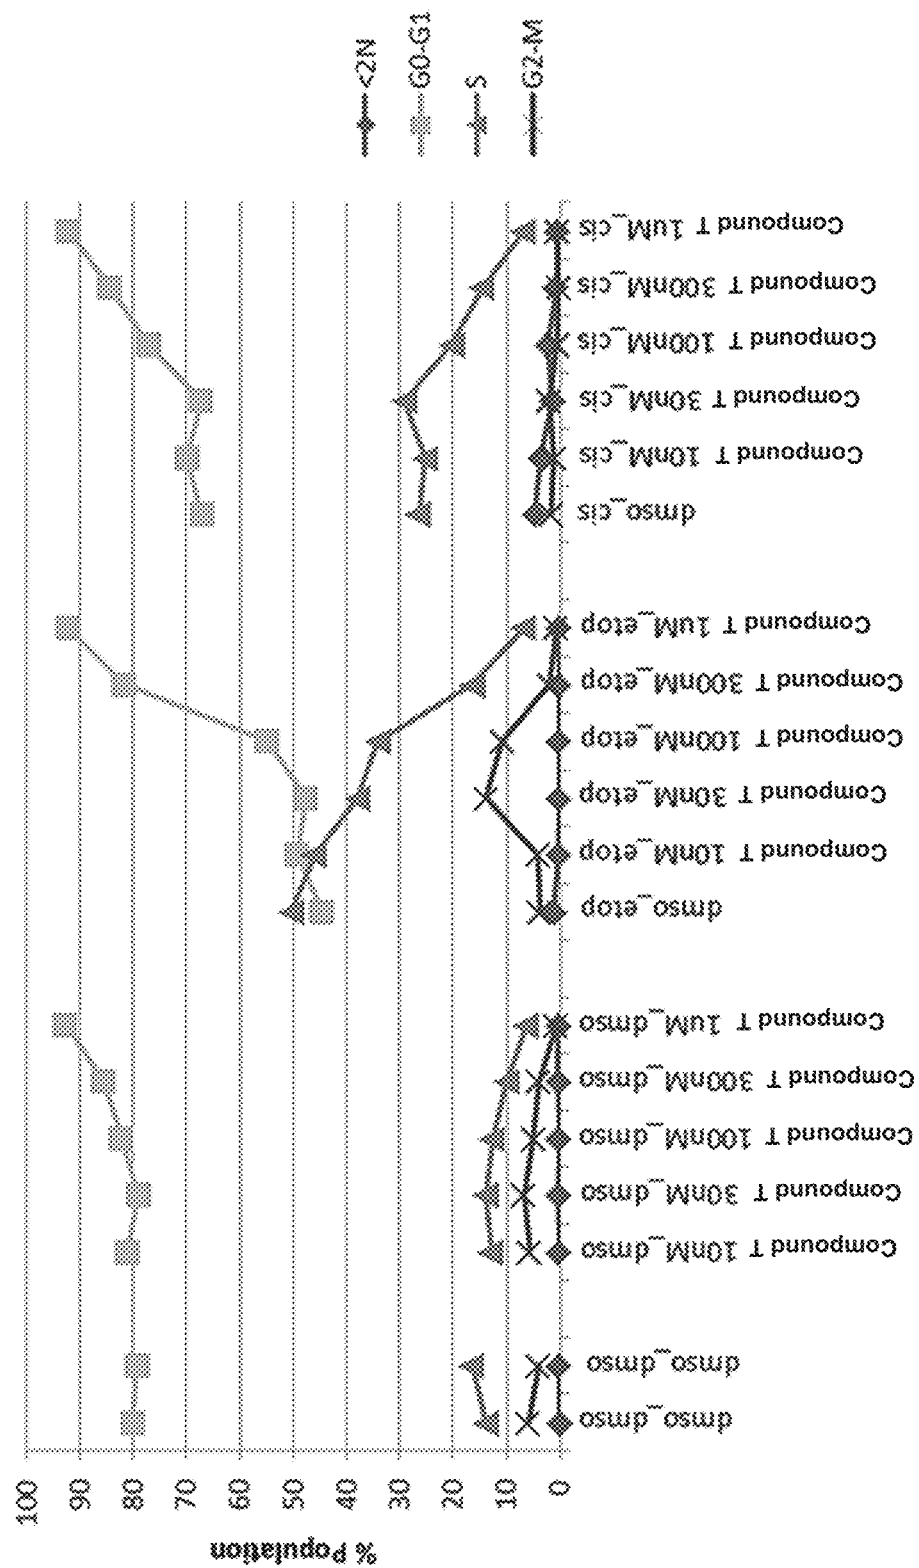 % Population
100
90
80
70
60
50
40
30
20
10
0
dmso_dmso
dmso_dmso
Compound T 10nM_dmso
Compound T 30nM_dmso
Compound T 100nM_dmso
Compound T 300nM_dmso
Compound T 1uM_dmso
dmso_etop
Compound T 10nM_etop
Compound T 30nM_etop
Compound T 100nM_etop
Compound T 300nM_etop
Compound T 1uM_etop
dmso_cis
Compound T 10nM_cis
Compound T 30nM_cis
Compound T 100nM_cis
Compound T 300nM_cis
Compound T 1uM_cis
<2N
G0-G1
S
G2-M